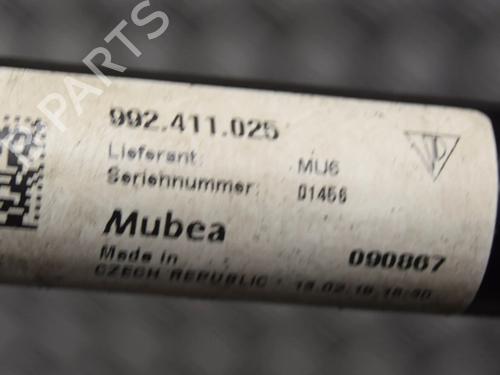 PARTS
992.411.025
Lieferant: MU6
Seriennummer: 01456
Mubea
Made in 090867
CZECH REPUBLIC